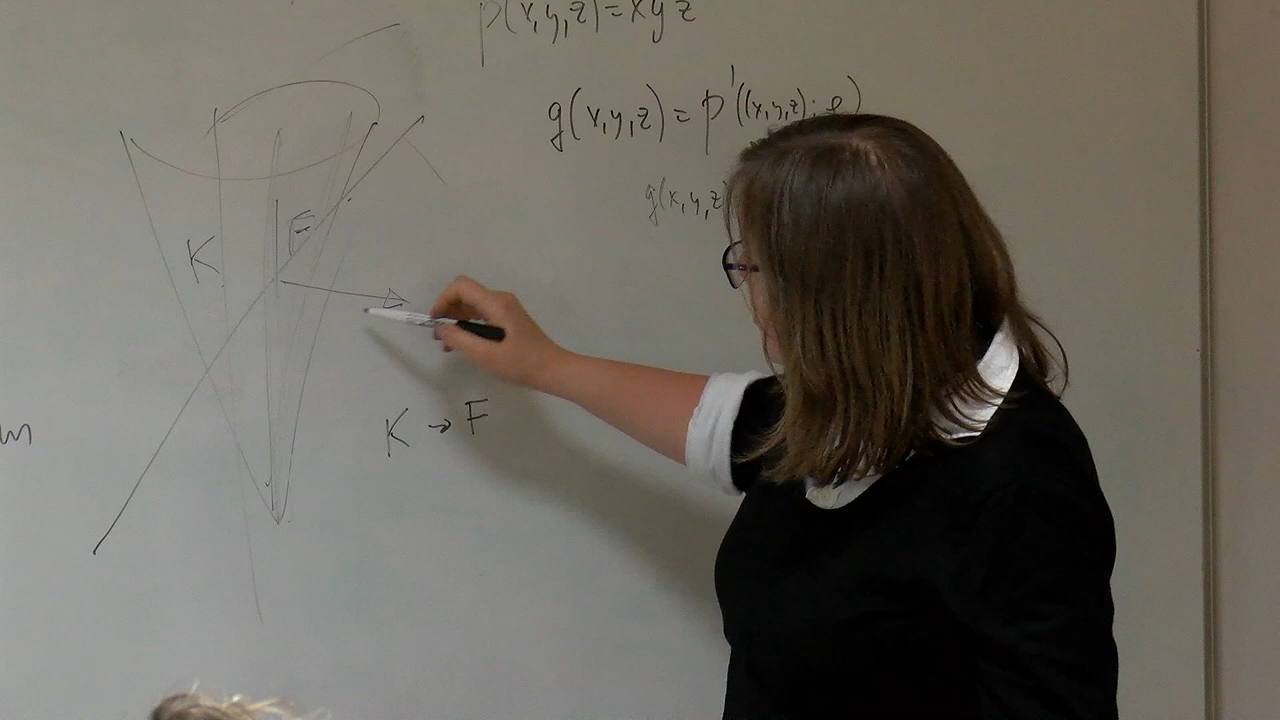 p(x,y,z)=xyz
g(x,y,z)=p'((x,y,z); e)
g(x,y,z)
K
F
K → F
m